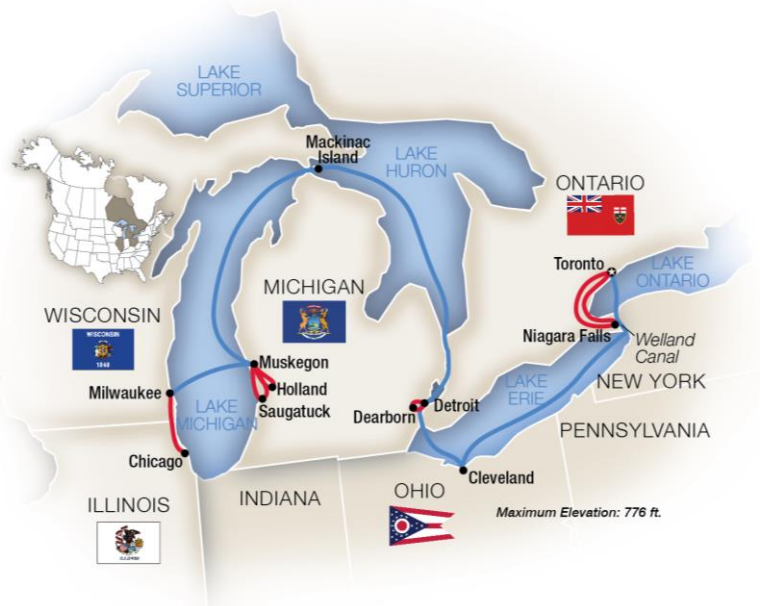 LAKE
SUPERIOR
Mackinac
Island
LAKE
HURON
ONTARIO
Toronto
LAKE
ONTARIO
MICHIGAN
WISCONSIN
WISCONSIN
1848
Niagara Falls
Welland
Canal
Muskegon
Holland
Saugatuck
Milwaukee
LAKE
MICHIGAN
LAKE
ERIE
NEW YORK
Dearborn
Detroit
PENNSYLVANIA
Chicago
Cleveland
ILLINOIS
INDIANA
OHIO
Maximum Elevation: 776 ft.
ILLINOIS